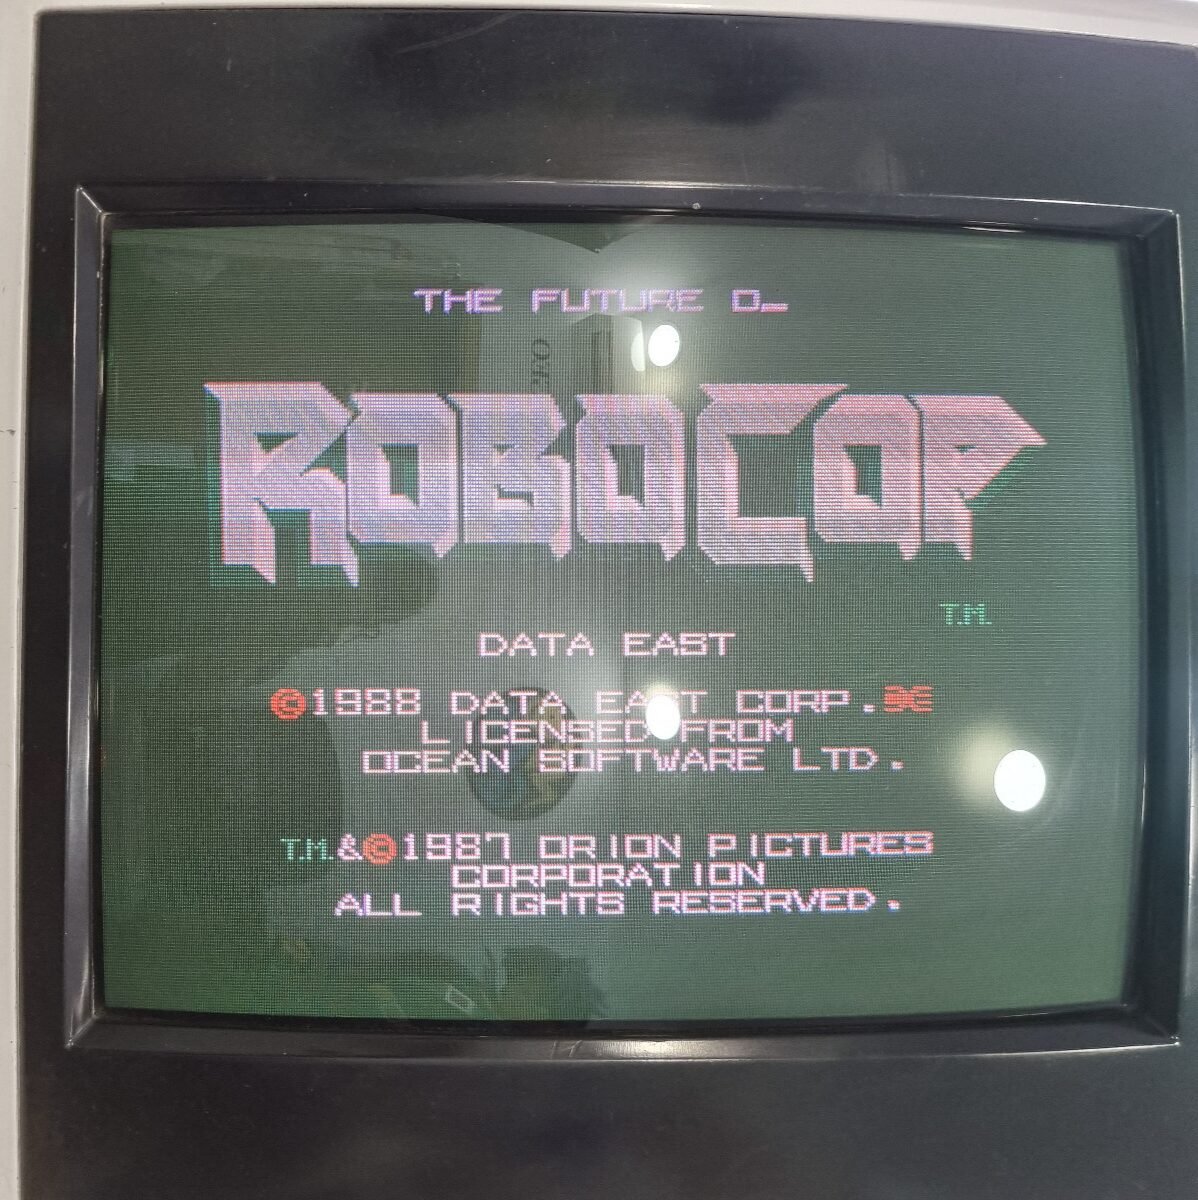 THE FUTURE D_
ROBOCOP
T.M.
DATA EAST
©1988 DATA EAST CORP.
LICENSED FROM
OCEAN SOFTWARE LTD.
T.M.&©1987 ORION PICTURES
CORPORATION
ALL RIGHTS RESERVED.